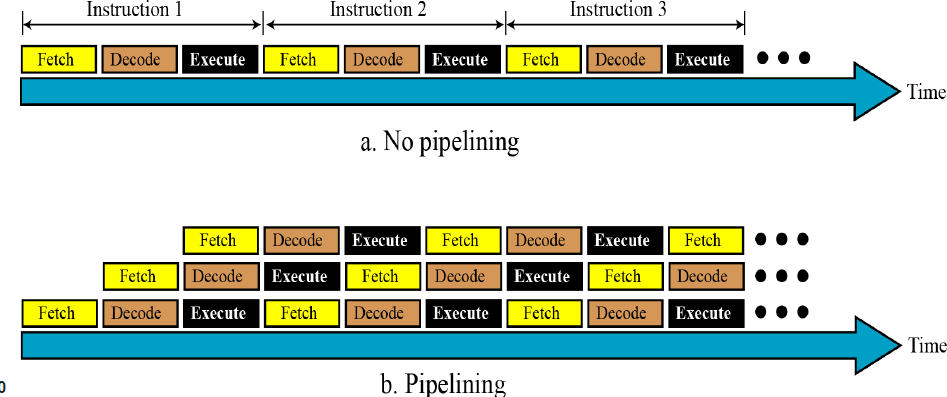 Instruction 1 Instruction 2 Instruction 3
Fetch Decode Execute Fetch Decode Execute Fetch Decode Execute
Time
a. No pipelining
Fetch Decode Execute Fetch Decode Execute Fetch
Fetch Decode Execute Fetch Decode Execute Fetch Decode
Fetch Decode Execute Fetch Decode Execute Fetch Decode Execute
Time
b. Pipelining
0